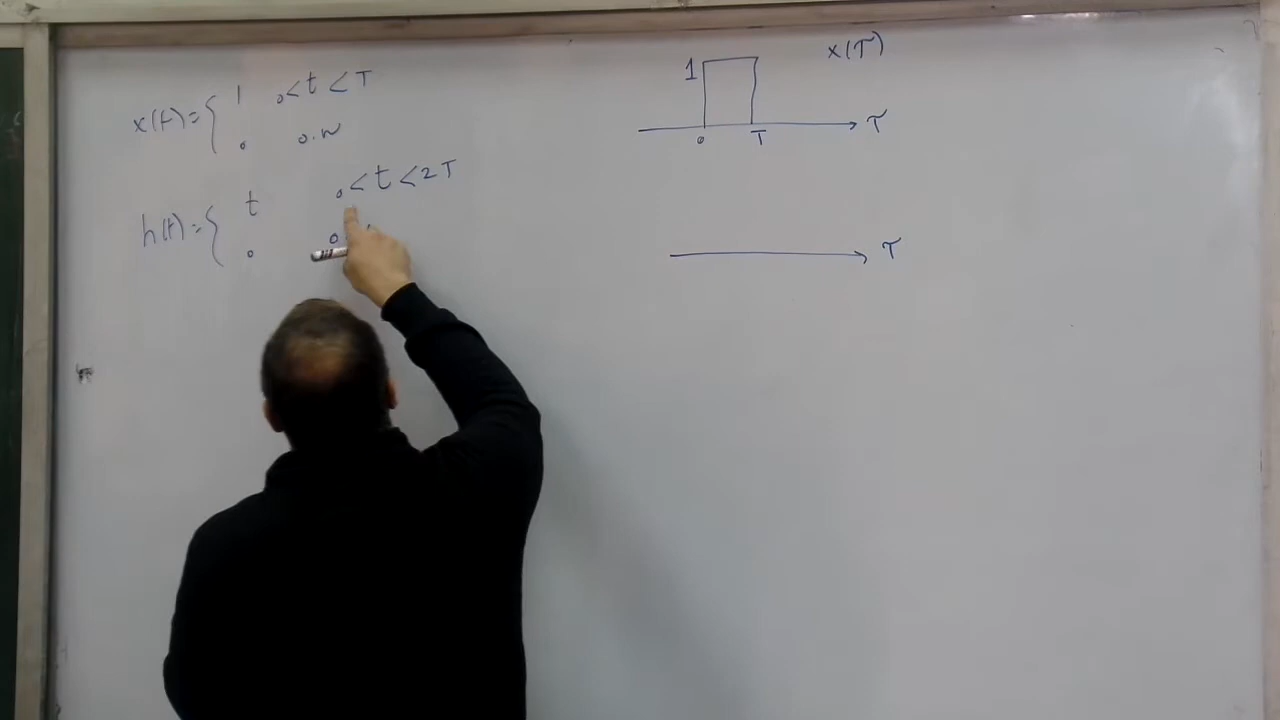 x(t)={ 1 0<t<T
0 o.w
h(t)={ t 0<t<2T
0
1 x(τ)
0 T τ
τ